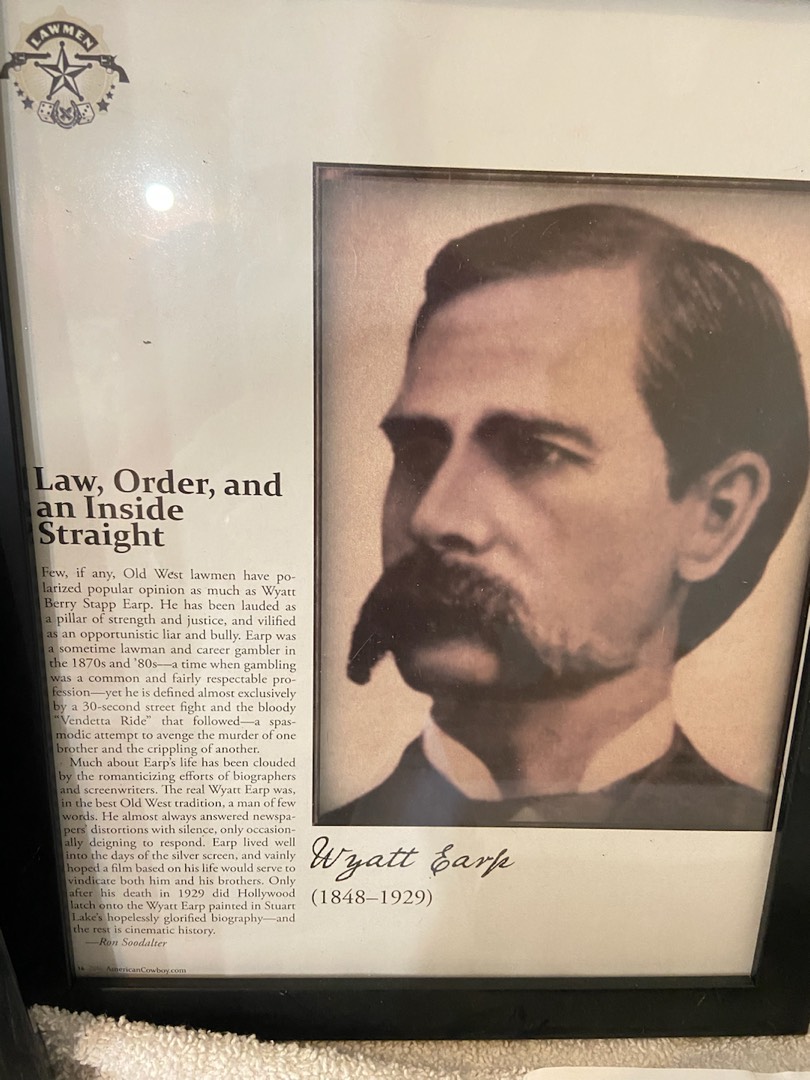 LAWMEN
Law, Order, and
an Inside
Straight
Few, if any, Old West lawmen have po-
larized popular opinion as much as Wyatt
Berry Stapp Earp. He has been lauded as
a pillar of strength and justice, and vilified
as an opportunistic liar and bully. Earp was
a sometime lawman and career gambler in
the 1870s and '80s—a time when gambling
was a common and fairly respectable pro-
fession—yet he is defined almost exclusively
by a 30-second street fight and the bloody
"Vendetta Ride" that followed—a spas-
modic attempt to avenge the murder of one
brother and the crippling of another.
Much about Earp's life has been clouded
by the romanticizing efforts of biographers
and screenwriters. The real Wyatt Earp was,
in the best Old West tradition, a man of few
words. He almost always answered newspa-
pers' distortions with silence, only occasion-
ally deigning to respond. Earp lived well
into the days of the silver screen, and vainly
hoped a film based on his life would serve to
vindicate both him and his brothers. Only
after his death in 1929 did Hollywood
latch onto the Wyatt Earp painted in Stuart
Lake's hopelessly glorified biography—and
the rest is cinematic history.
—Ron Soodalter
AmericanCowboy.com
Wyatt Earp
(1848–1929)